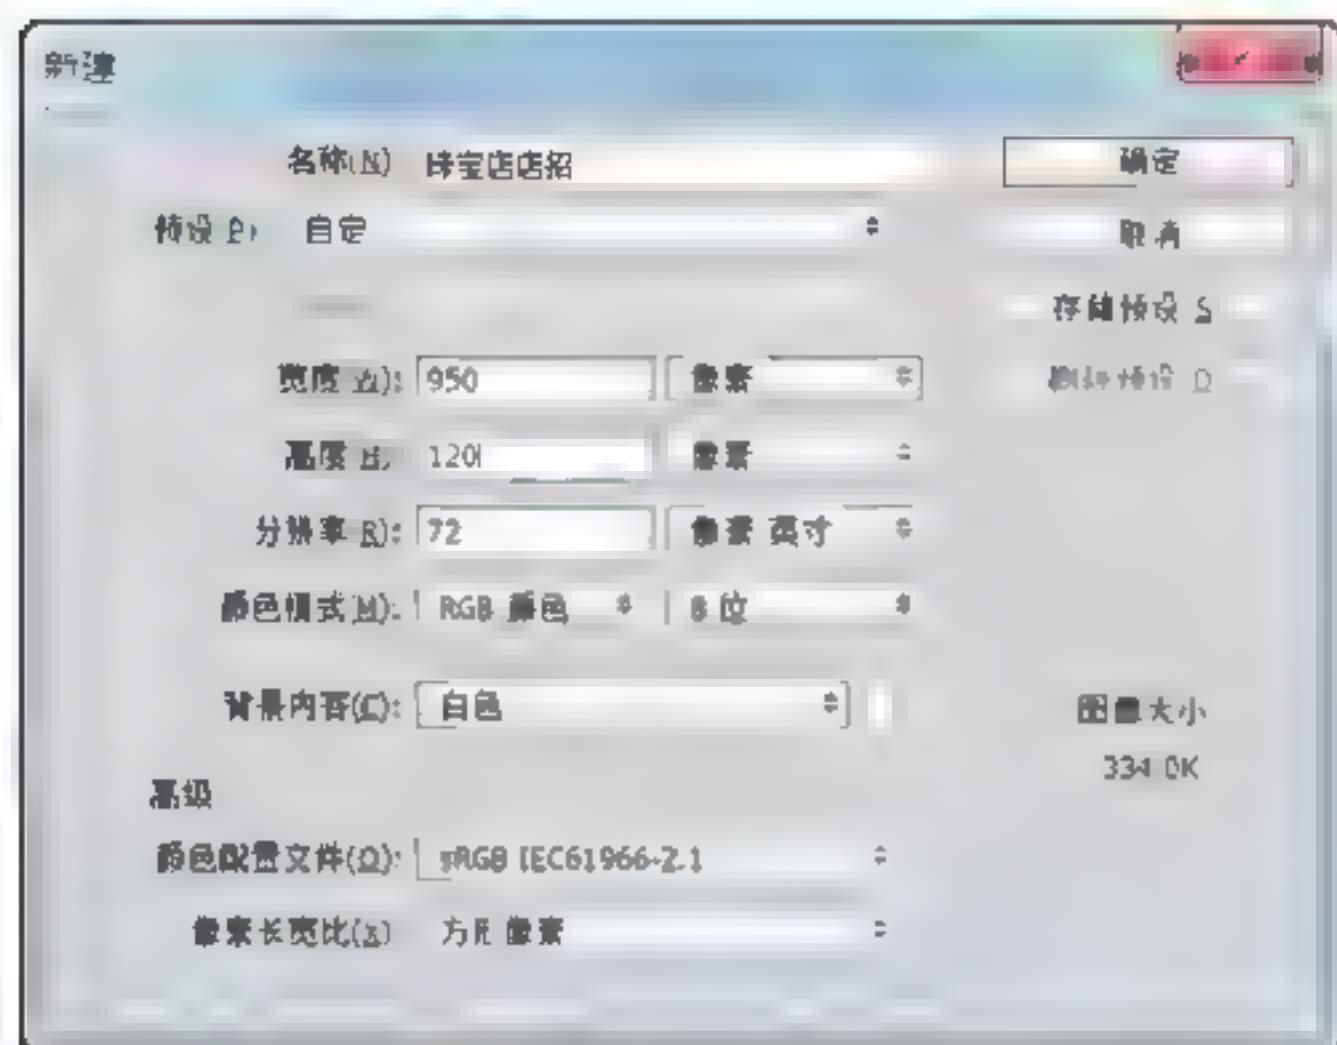 新建
名称(N) 珠宝店店招 确定
预设 P) 自定 取消
存储预设 S
宽度 W): 950 像素 删除预设 D
高度 H) 120 像素
分辨率 R): 72 像素 英寸
颜色模式(M): RGB 颜色 8 位
背景内容(C): 白色 图像大小
334 0K
高级
颜色配置文件(O): sRGB IEC61966-2.1
像素长宽比(X) 方形像素